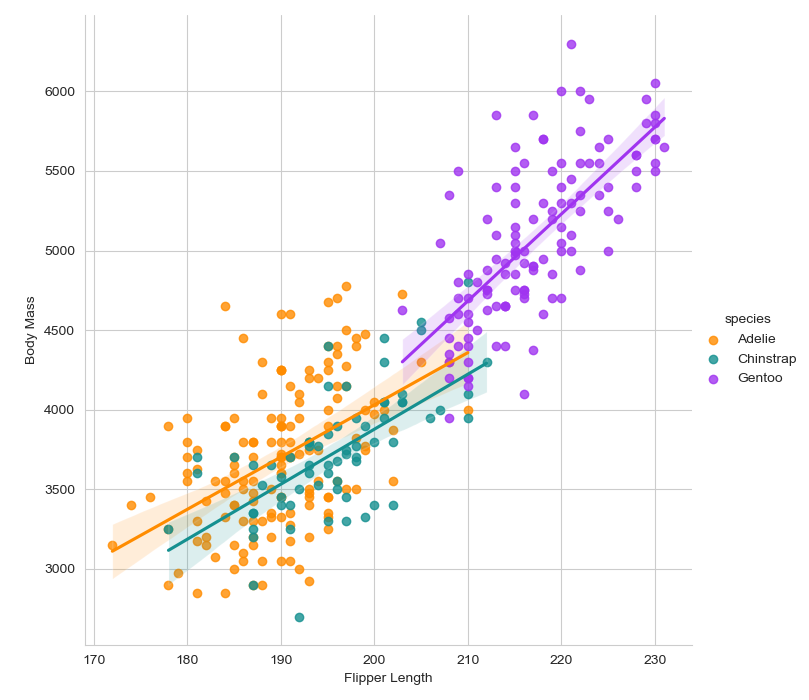 6000
5500
5000
4500
4000
3500
3000
Body Mass
170 180 190 200 210 220 230
Flipper Length
species
Adelie
Chinstrap
Gentoo